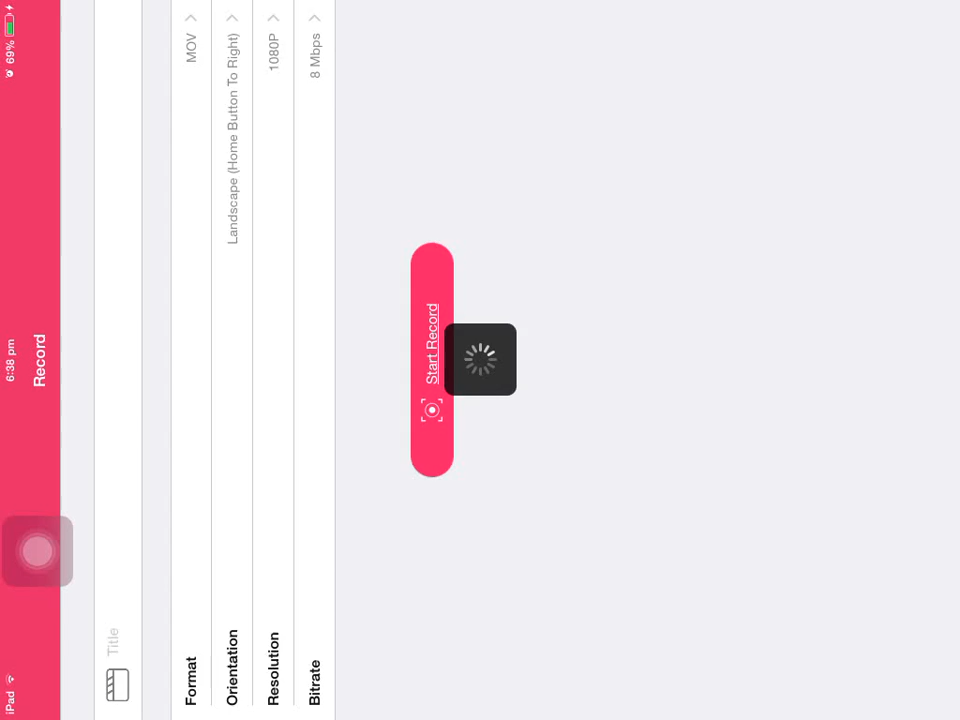 iPad 6:38 pm 69%
Record
Title
Format MOV
Orientation Landscape (Home Button To Right)
Resolution 1080P
Bitrate 8 Mbps
Start Record